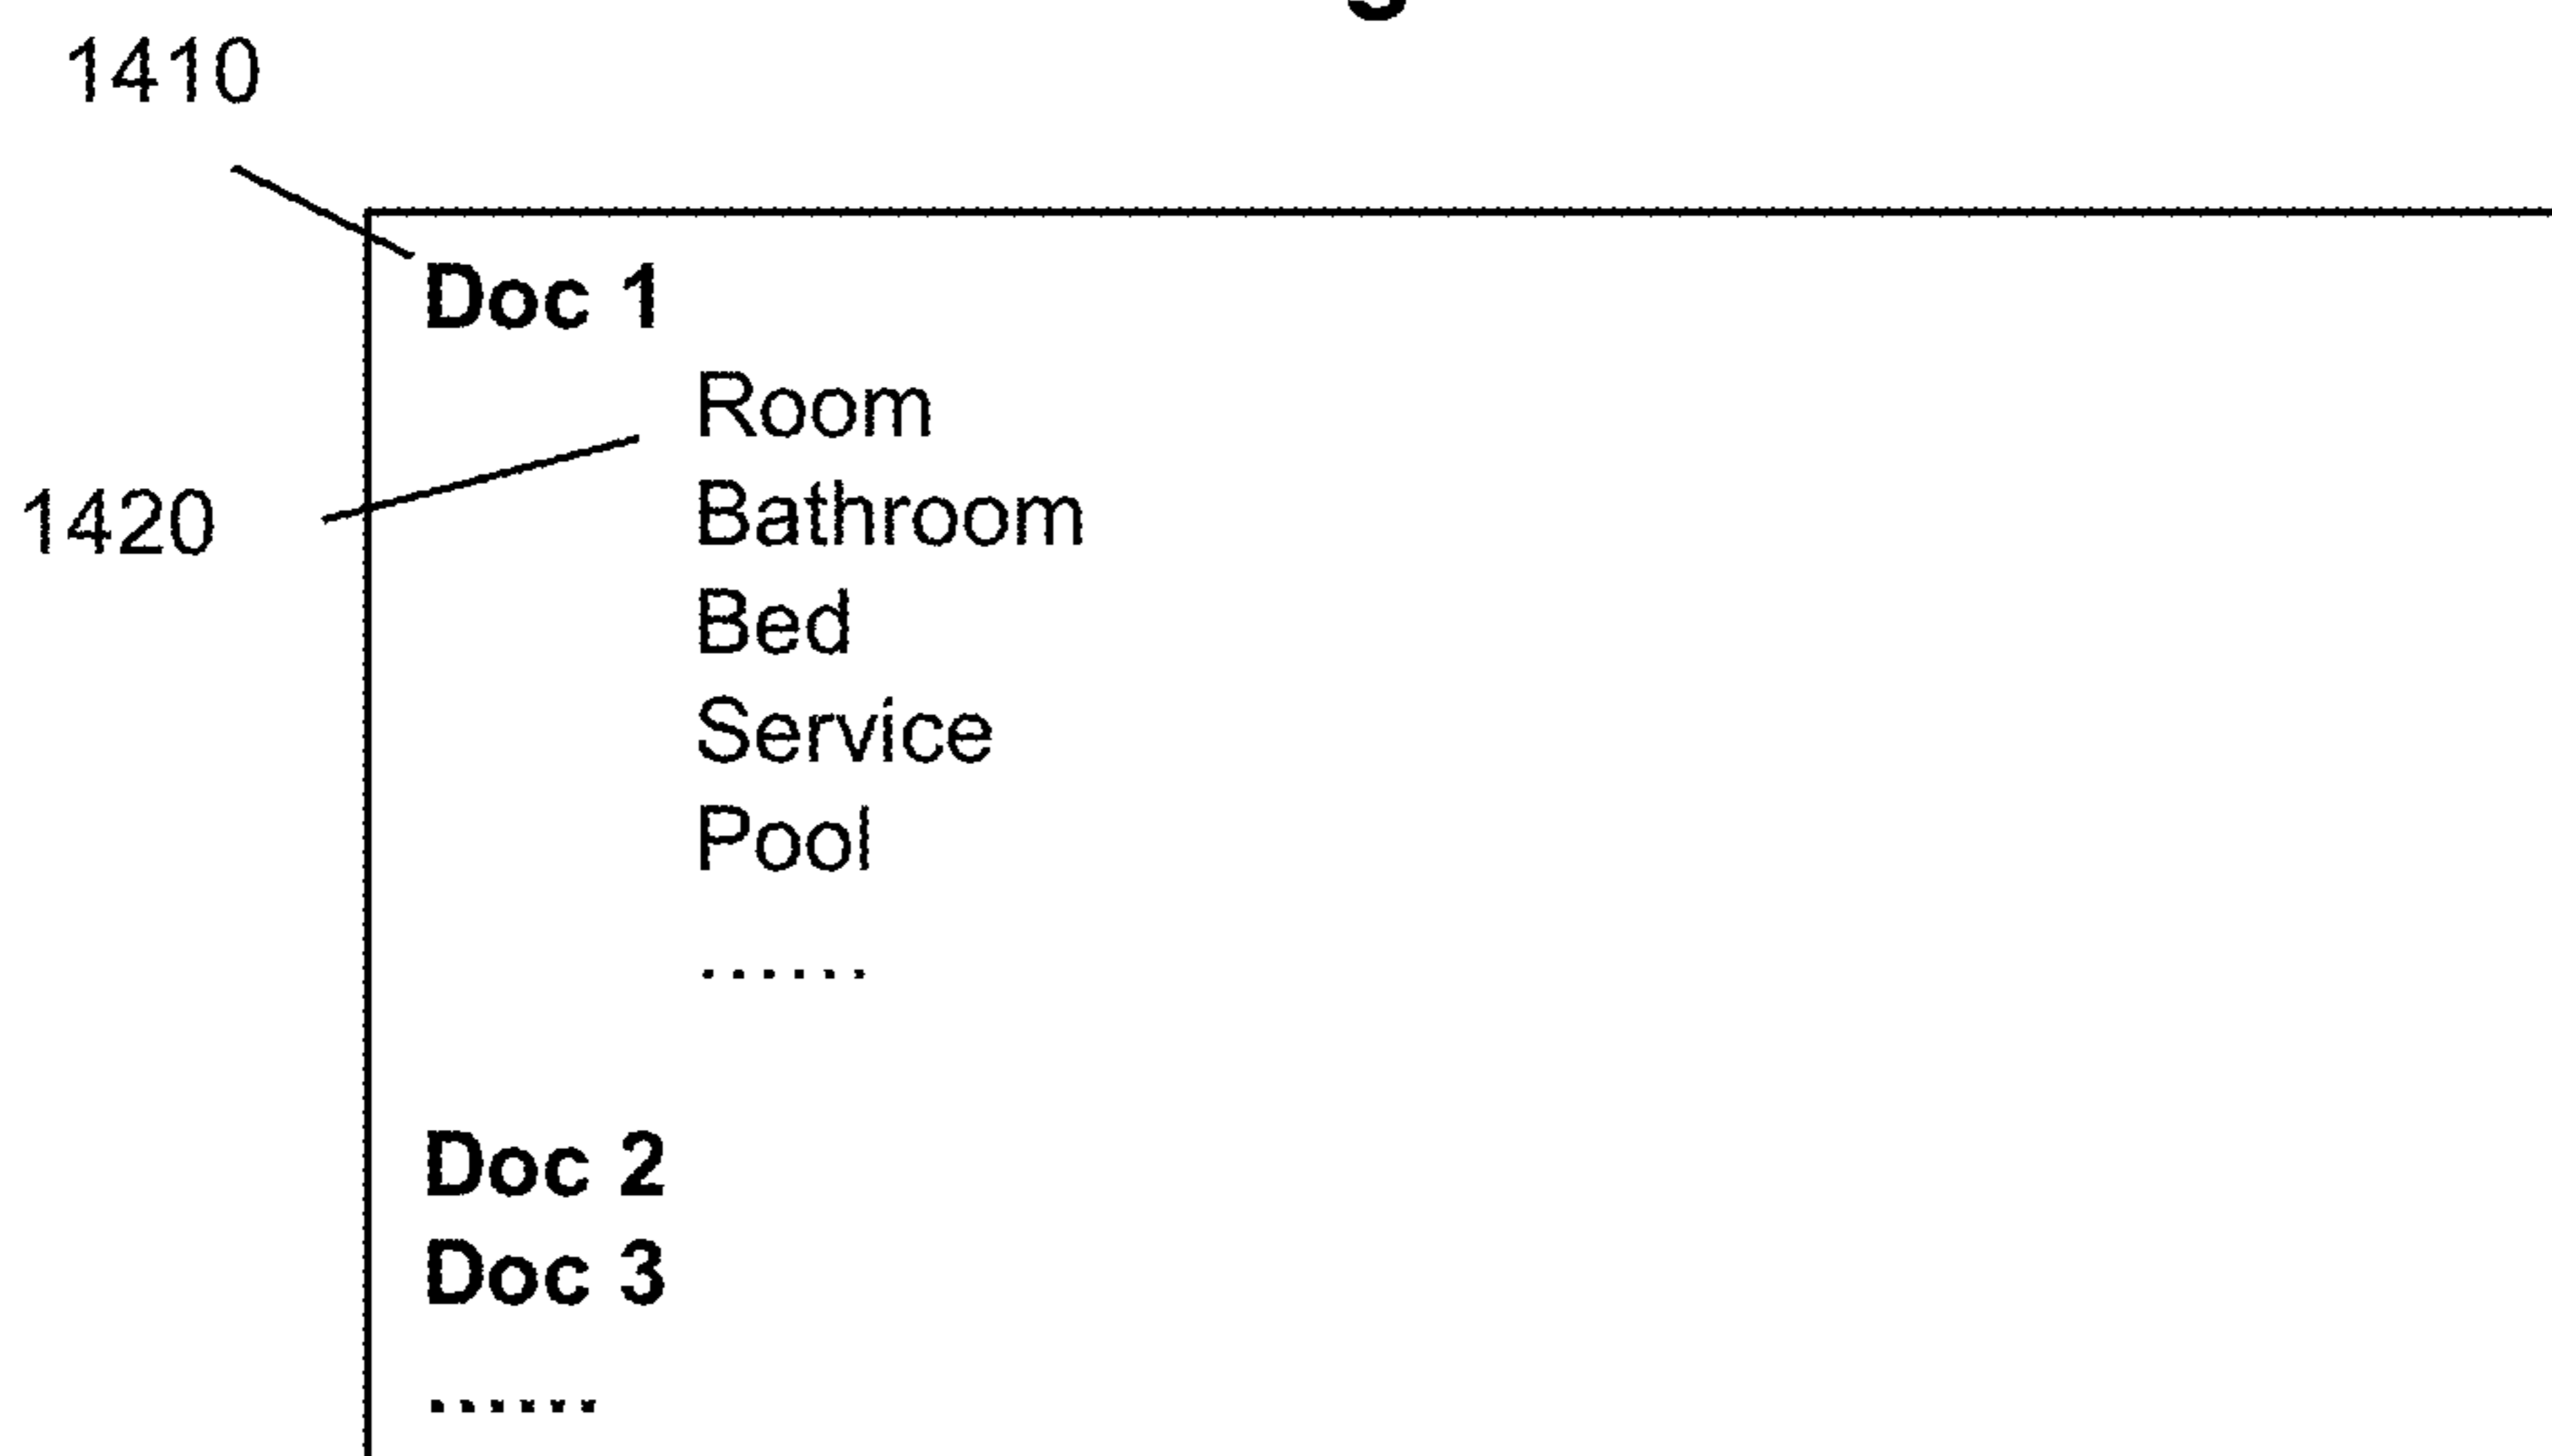 1410
Doc 1
Room
1420
Bathroom
Bed
Service
Pool
......
Doc 2
Doc 3
......